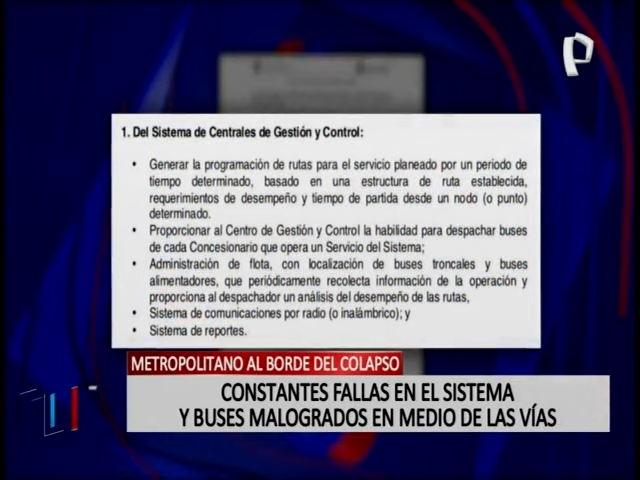 P
1. Del Sistema de Centrales de Gestión y Control:
• Generar la programación de rutas para el servicio planeado por un periodo de
tiempo determinado, basado en una estructura de ruta establecida,
requerimientos de desempeño y tiempo de partida desde un nodo (o punto)
determinado.
• Proporcionar al Centro de Gestión y Control la habilidad para despachar buses
de cada Concesionario que opera un Servicio del Sistema;
• Administración de flota, con localización de buses troncales y buses
alimentadores, que periódicamente recolecta información de la operación y
proporciona al despachador un análisis del desempeño de las rutas,
• Sistema de comunicaciones por radio (o inalámbrico); y
• Sistema de reportes.
METROPOLITANO AL BORDE DEL COLAPSO
CONSTANTES FALLAS EN EL SISTEMA
Y BUSES MALOGRADOS EN MEDIO DE LAS VÍAS